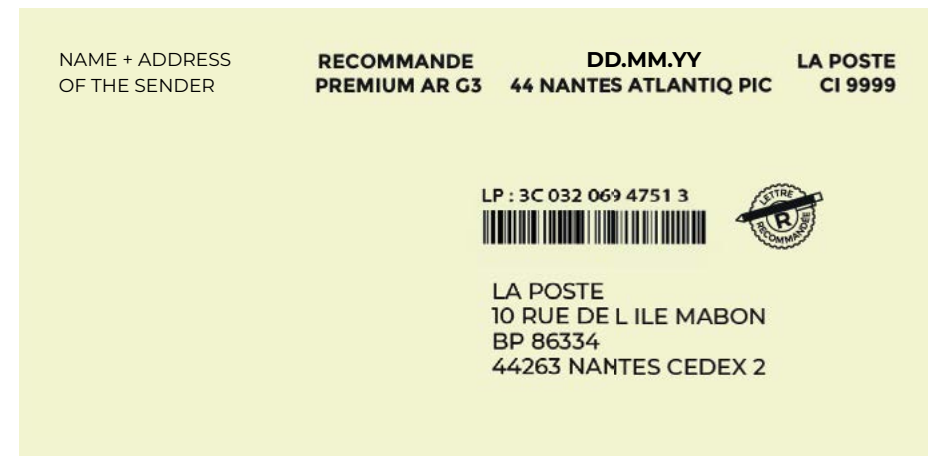 NAME + ADDRESS
OF THE SENDER
RECOMMANDE
PREMIUM AR G3
DD.MM.YY
44 NANTES ATLANTIQ PIC
LA POSTE
CI 9999
LP : 3C 032 069 4751 3
LETTRE
R
RECOMMANDÉE
LA POSTE
10 RUE DE L ILE MABON
BP 86334
44263 NANTES CEDEX 2